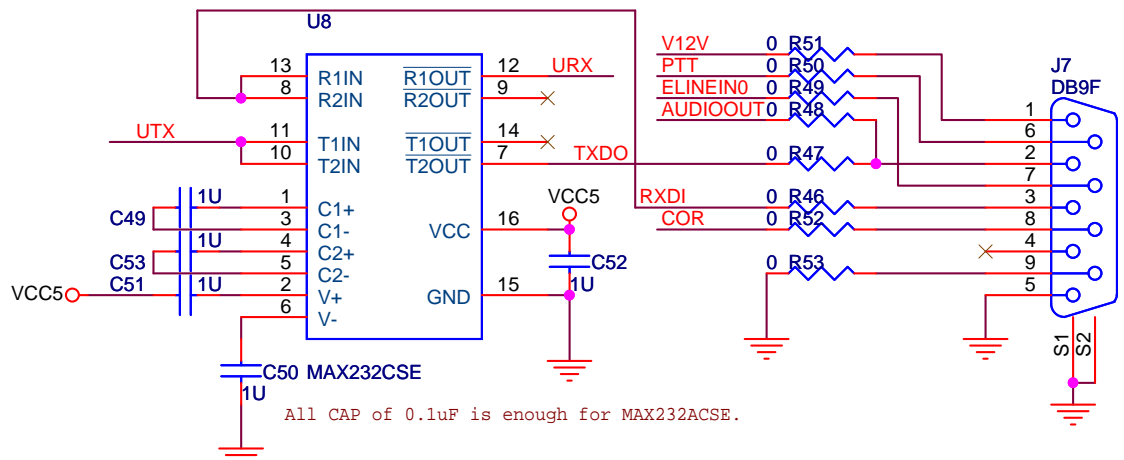 U8
V12V 0 R51
PTT 0 R50
ELINEIN0 0 R49
AUDIOOUT 0 R48
J7
DB9F
13 R1IN R1OUT 12 URX
8 R2IN R2OUT 9
UTX 11 T1IN T1OUT 14
10 T2IN T2OUT 7 TXDO 0 R47
1U 1 C1+
C49 3 C1-
1U 4 C2+
C53 5 C2-
VCC5 C51 1U 2 V+
6 V-
VCC5
VCC 16
C52
1U
GND 15
RXDI 0 R46
COR 0 R52
0 R53
1
6
2
7
3
8
4
9
5
S1
S2
C50 MAX232CSE
1U
All CAP of 0.1uF is enough for MAX232ACSE.